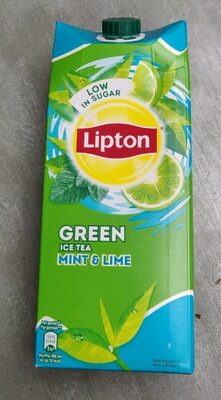 LOW
IN SUGAR
Lipton
GREEN
ICE TEA
MINT & LIME